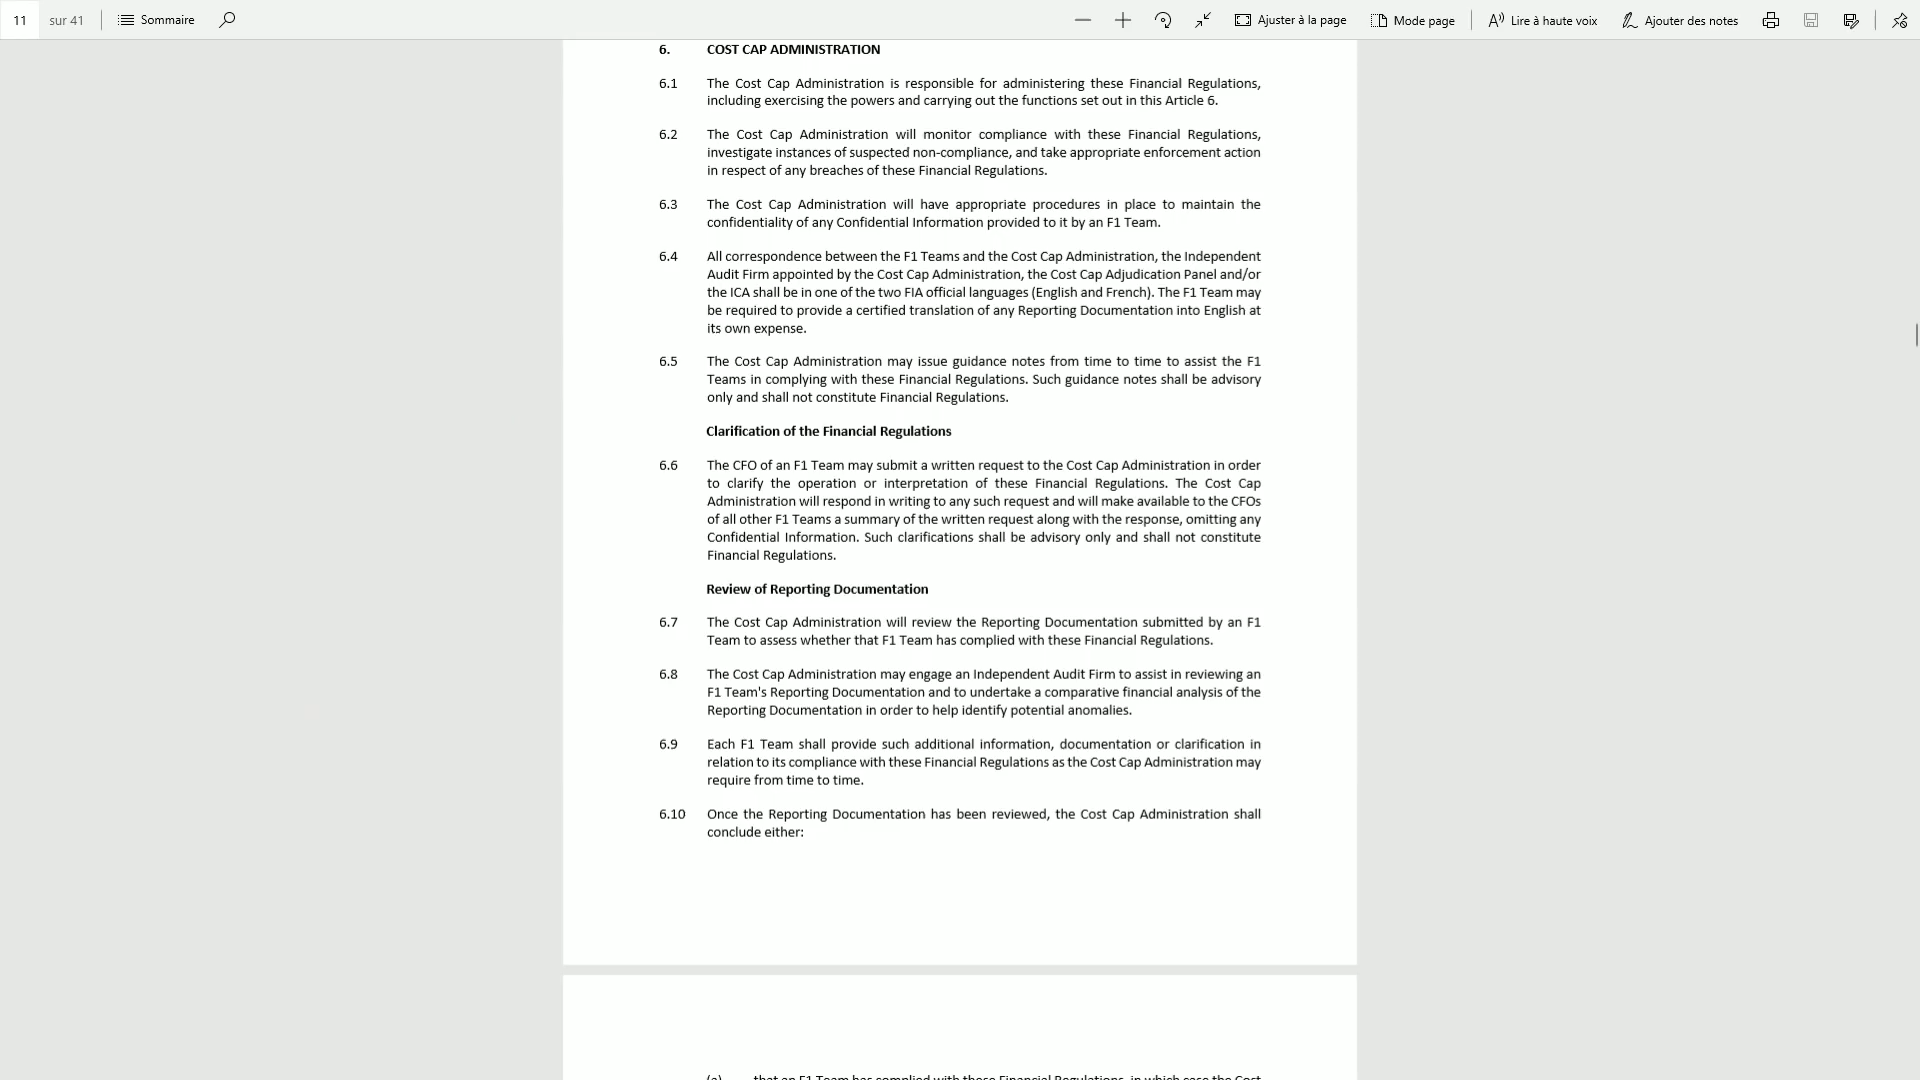 11 sur 41 Sommaire Ajuster à la page Mode page Lire à haute voix Ajouter des notes
6. COST CAP ADMINISTRATION
6.1 The Cost Cap Administration is responsible for administering these Financial Regulations,
including exercising the powers and carrying out the functions set out in this Article 6.
6.2 The Cost Cap Administration will monitor compliance with these Financial Regulations,
investigate instances of suspected non-compliance, and take appropriate enforcement action
in respect of any breaches of these Financial Regulations.
6.3 The Cost Cap Administration will have appropriate procedures in place to maintain the
confidentiality of any Confidential Information provided to it by an F1 Team.
6.4 All correspondence between the F1 Teams and the Cost Cap Administration, the Independent
Audit Firm appointed by the Cost Cap Administration, the Cost Cap Adjudication Panel and/or
the ICA shall be in one of the two FIA official languages (English and French). The F1 Team may
be required to provide a certified translation of any Reporting Documentation into English at
its own expense.
6.5 The Cost Cap Administration may issue guidance notes from time to time to assist the F1
Teams in complying with these Financial Regulations. Such guidance notes shall be advisory
only and shall not constitute Financial Regulations.
Clarification of the Financial Regulations
6.6 The CFO of an F1 Team may submit a written request to the Cost Cap Administration in order
to clarify the operation or interpretation of these Financial Regulations. The Cost Cap
Administration will respond in writing to any such request and will make available to the CFOs
of all other F1 Teams a summary of the written request along with the response, omitting any
Confidential Information. Such clarifications shall be advisory only and shall not constitute
Financial Regulations.
Review of Reporting Documentation
6.7 The Cost Cap Administration will review the Reporting Documentation submitted by an F1
Team to assess whether that F1 Team has complied with these Financial Regulations.
6.8 The Cost Cap Administration may engage an Independent Audit Firm to assist in reviewing an
F1 Team's Reporting Documentation and to undertake a comparative financial analysis of the
Reporting Documentation in order to help identify potential anomalies.
6.9 Each F1 Team shall provide such additional information, documentation or clarification in
relation to its compliance with these Financial Regulations as the Cost Cap Administration may
require from time to time.
6.10 Once the Reporting Documentation has been reviewed, the Cost Cap Administration shall
conclude either:
(a) that an F1 Team has complied with these Financial Regulations, in which case the Cost